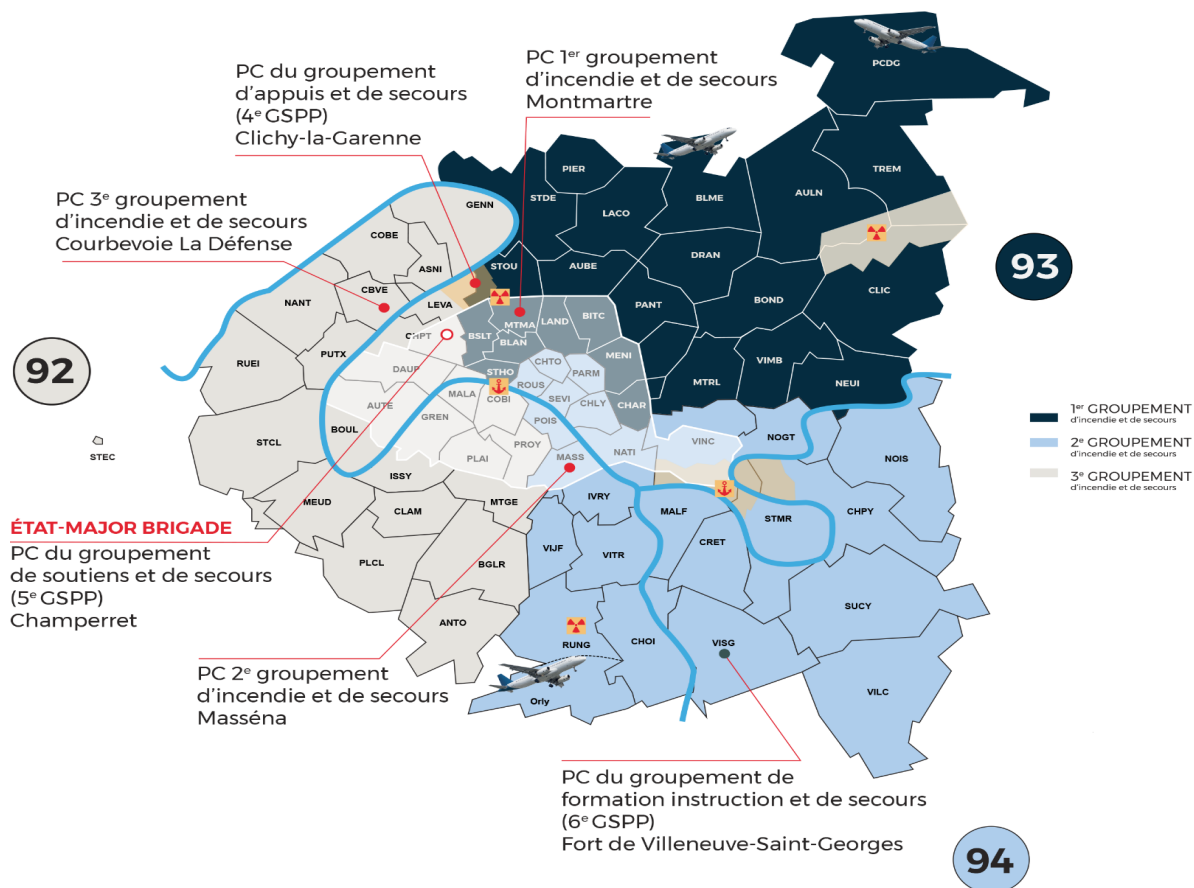 PCDG
PC du groupement
d'appuis et de secours
(4e GSPP)
Clichy-la-Garenne
PC 1er groupement
d'incendie et de secours
Montmartre
PC 3e groupement
d'incendie et de secours
Courbevoie La Défense
PIER
TREM
STDE
BLME
AULN
GENN
LACO
COBE
DRAN
93
ASNI
STOU
AUBE
CLIC
CBVE
NANT
LEVA
PANT
BOND
MTMA
LAND
BITC
CHPT
BSLT
BLAN
RUEI
PUTX
MENI
VIMB
92
DAUP
STHO
CHTO
PARM
ROUS
MTRL
NEUI
MALA
COBI
SEVI
CHLY
CHAR
AUTE
GREN
POIS
1er GROUPEMENT
d'incendie et de secours
BOUL
STCL
PROY
VINC
NOGT
2e GROUPEMENT
d'incendie et de secours
STEC
PLAI
MASS
NATI
NOIS
ISSY
3e GROUPEMENT
d'incendie et de secours
MEUD
CLAM
MTGE
IVRY
MALF
STMR
CHPY
ÉTAT-MAJOR BRIGADE
PC du groupement
de soutiens et de secours
(5e GSPP)
Champerret
PLCL
BGLR
VIJF
VITR
CRET
SUCY
ANTO
RUNG
CHOI
VISG
PC 2e groupement
d'incendie et de secours
Masséna
Orly
VILC
PC du groupement de
formation instruction et de secours
(6e GSPP)
Fort de Villeneuve-Saint-Georges
94